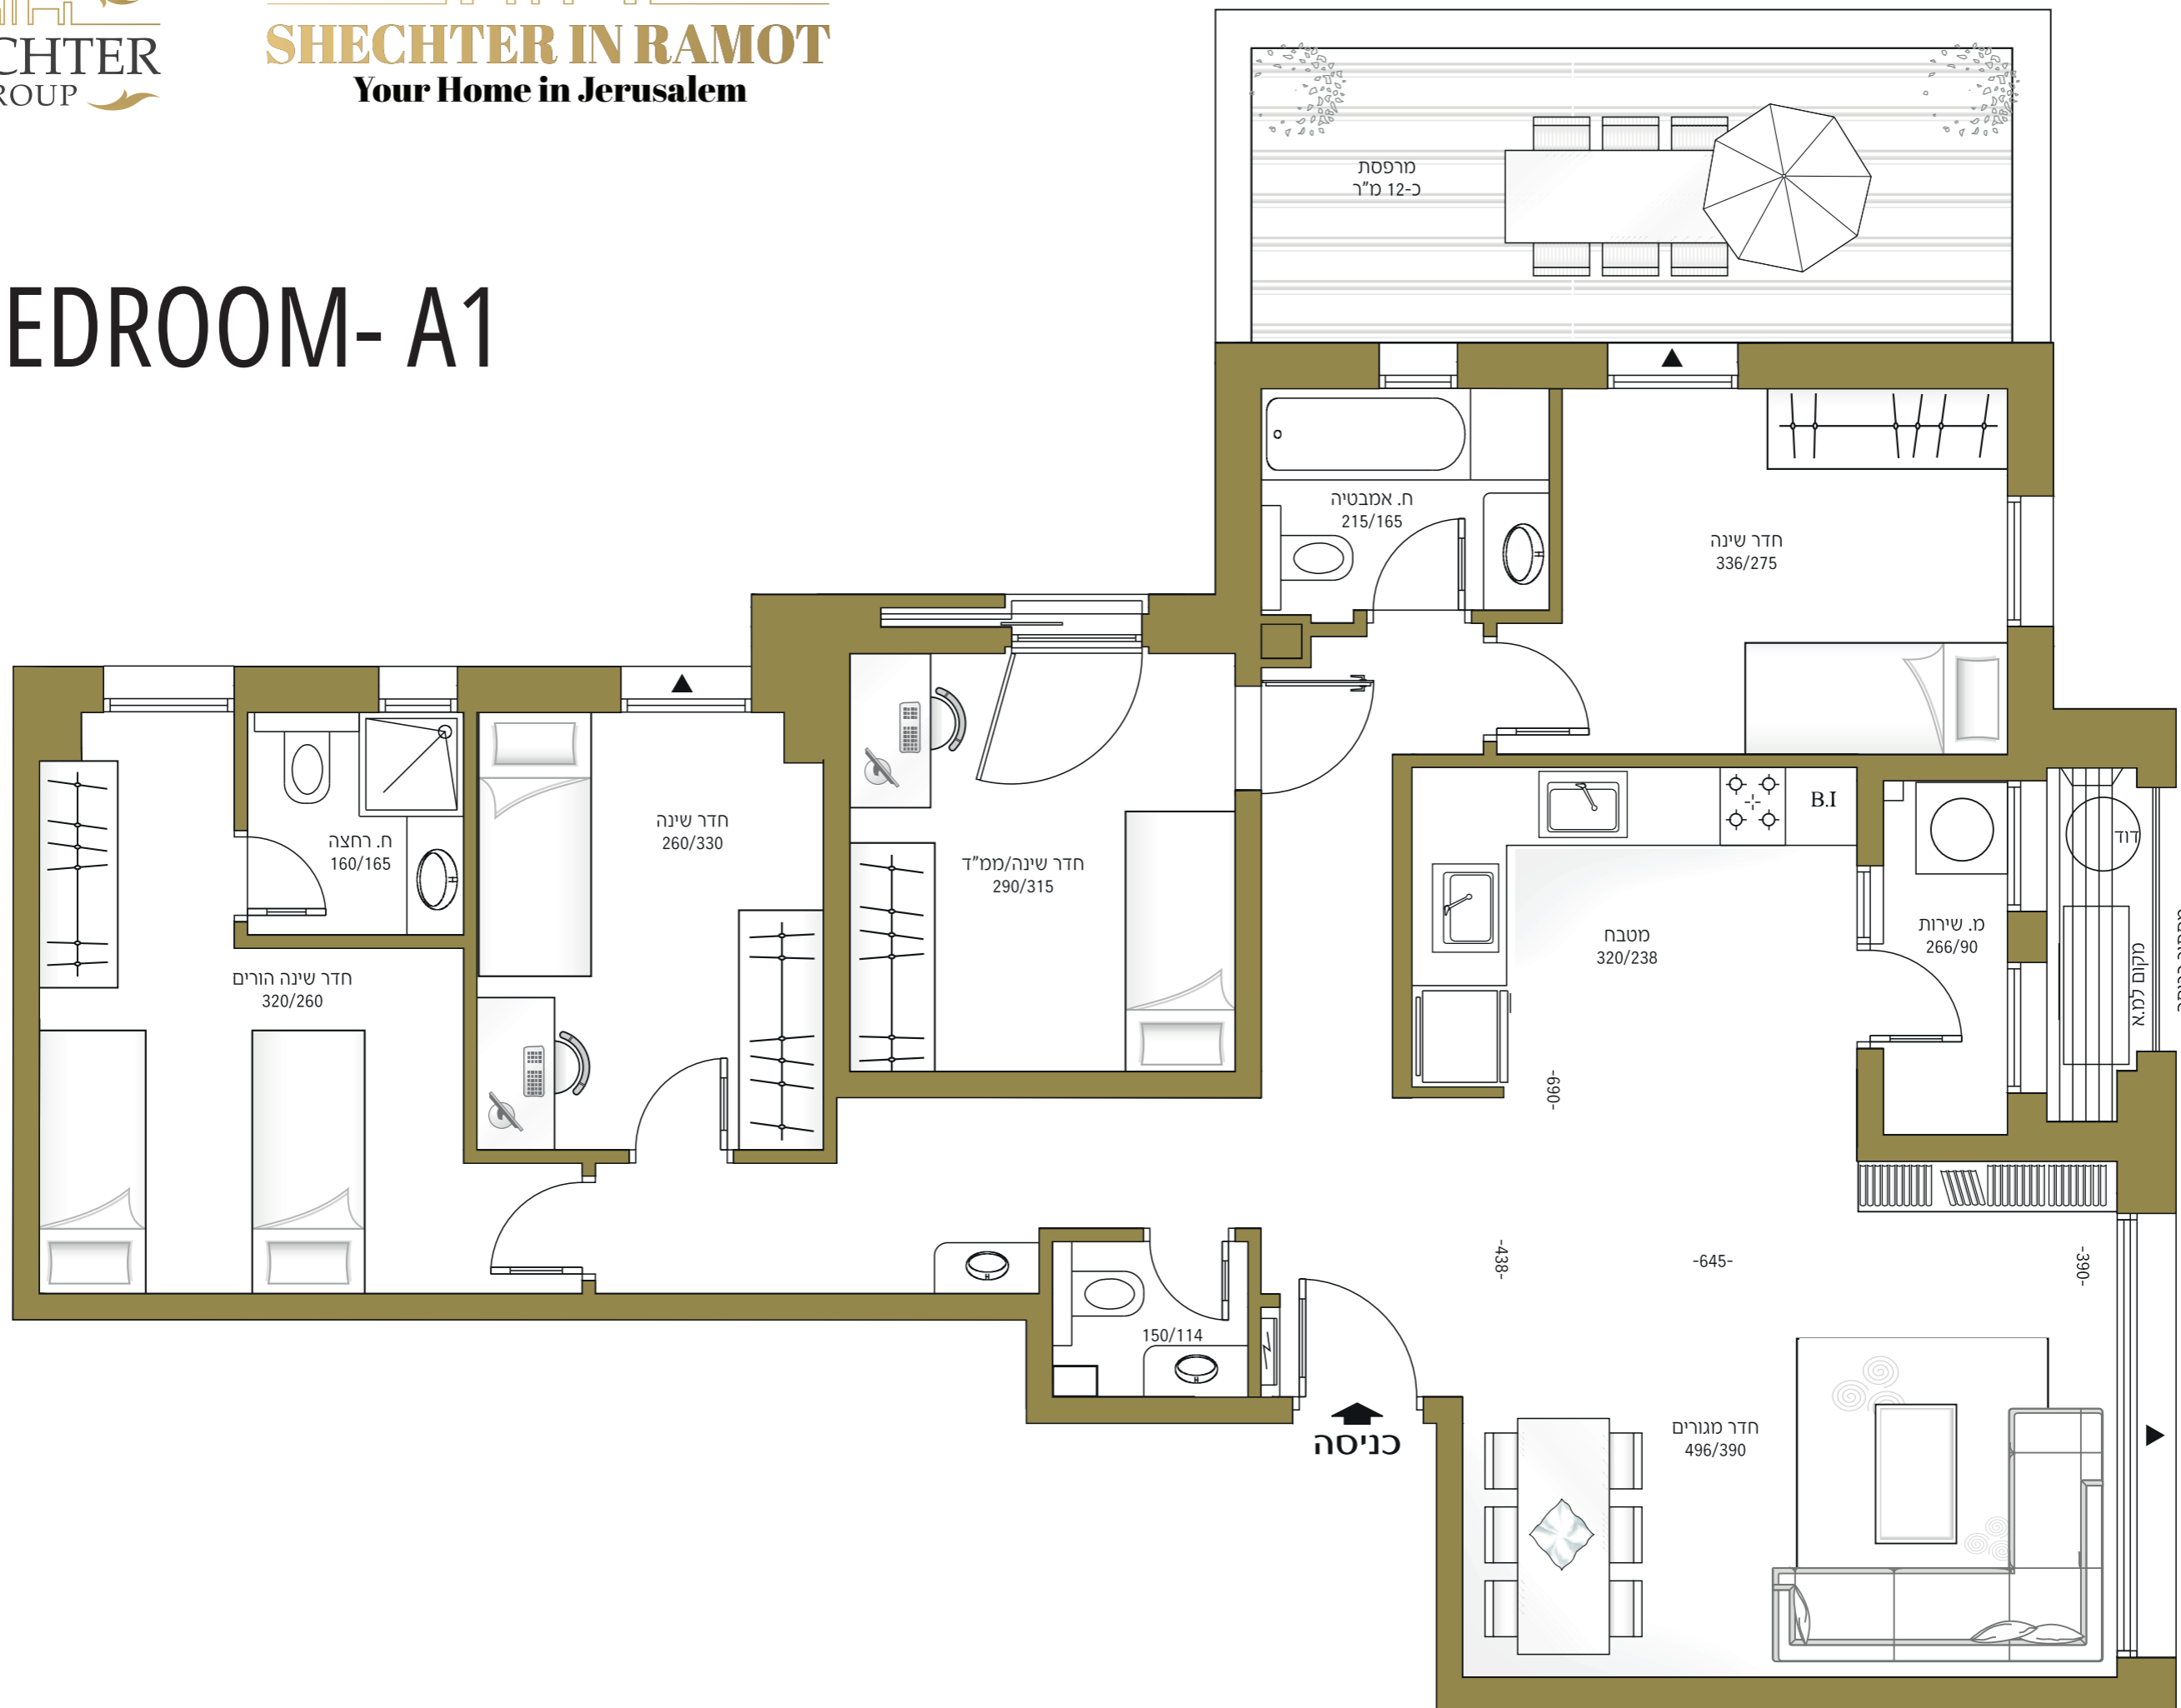 CHTER
ROUP
SHECHTER IN RAMOT
Your Home in Jerusalem
EDROOM- A1
מרפסת
כ-12 מ"ר
ח. אמבטיה
215/165
חדר שינה
336/275
ח. רחצה
160/165
חדר שינה
260/330
חדר שינה/ממ"ד
290/315
B.I
דוד
מ. שירות
266/90
מטבח
320/238
מקום למ.א
חדר שינה הורים
320/260
-690-
-438-
-645-
-390-
150/114
כניסה
חדר מגורים
496/390